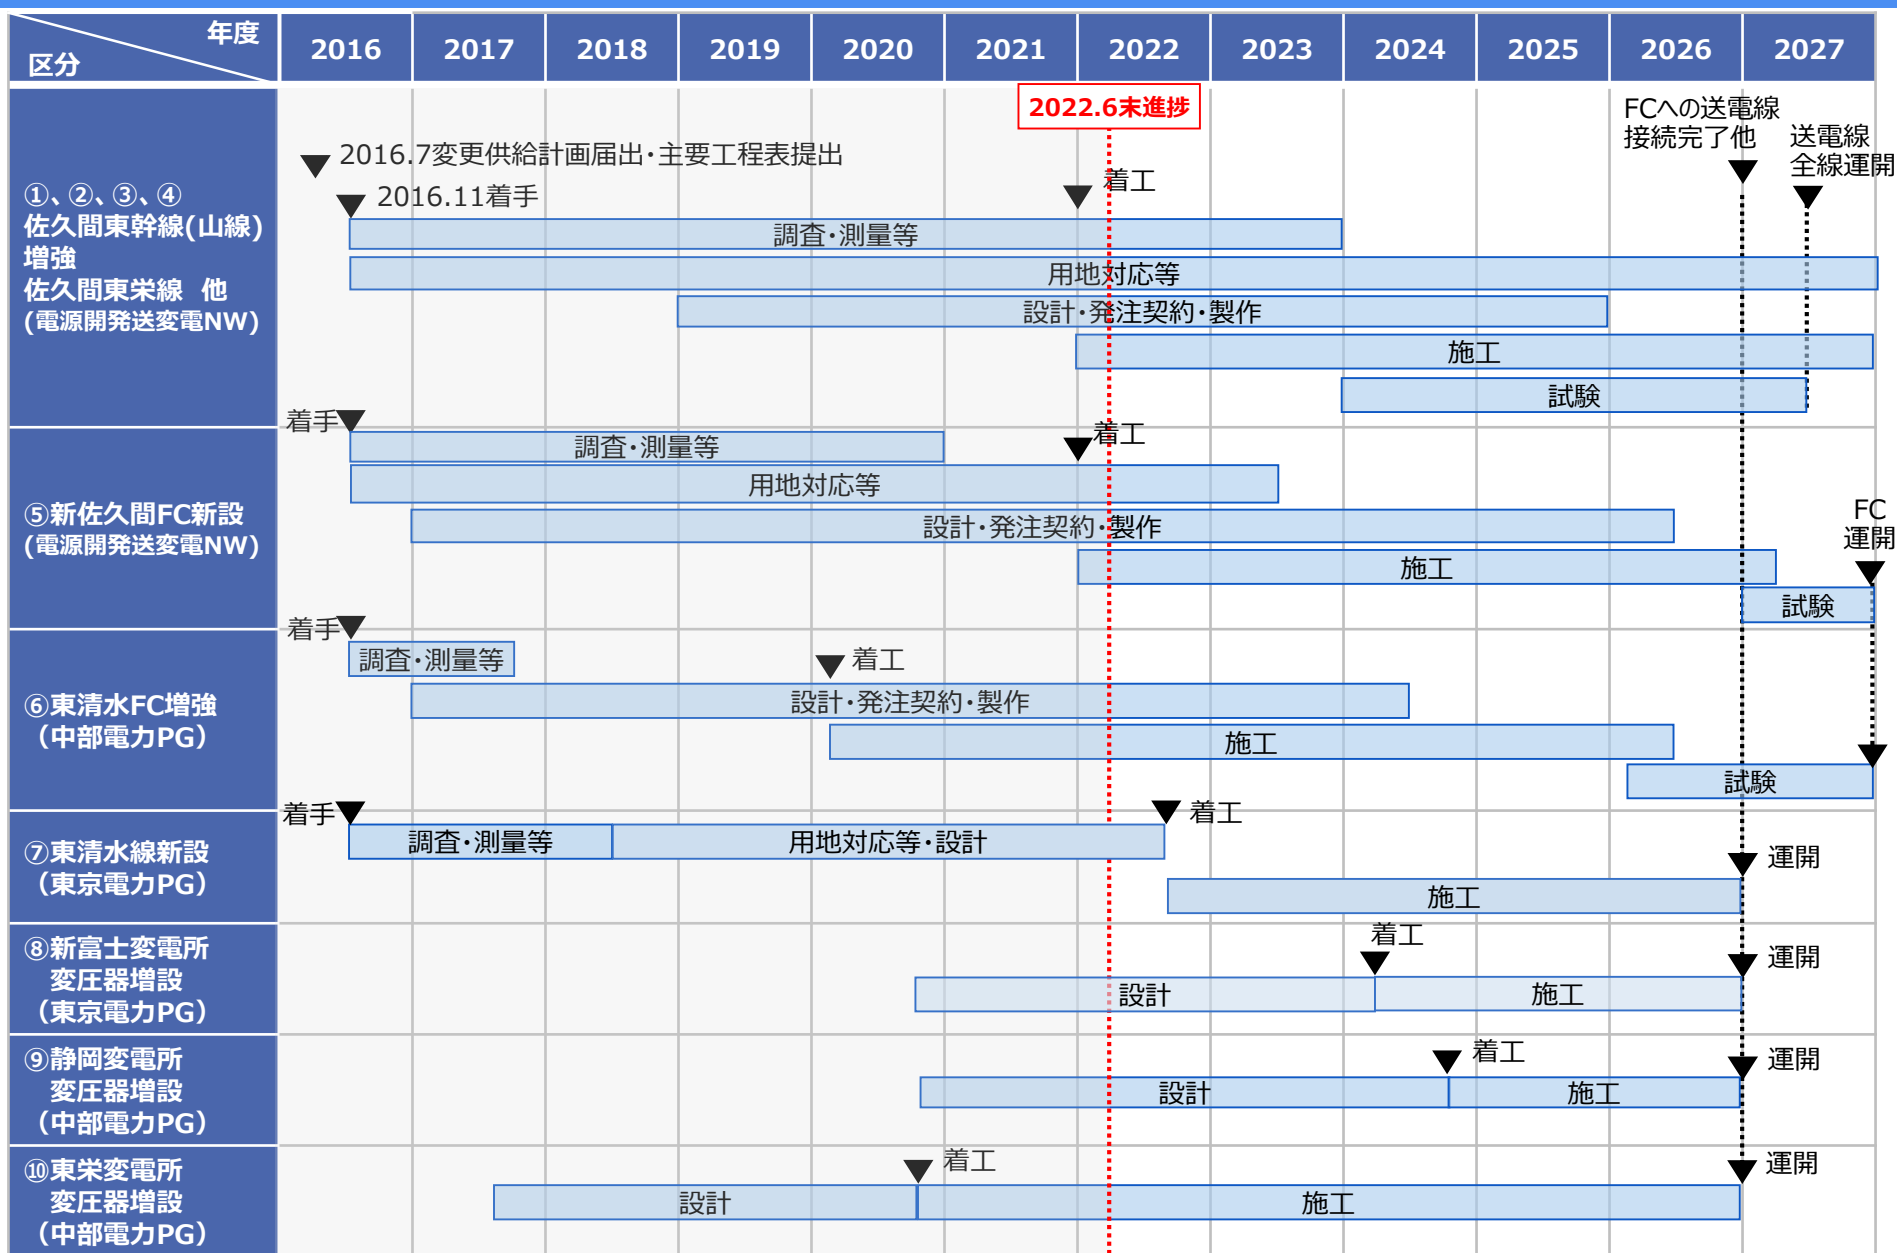 年度
区分
2016 2017 2018 2019 2020 2021 2022 2023 2024 2025 2026 2027
2022.6末進捗
①、②、③、④
佐久間東幹線(山線)
増強
佐久間東栄線 他
(電源開発送変電NW)
2016.7変更供給計画届出・主要工程表提出
2016.11着手
着工
FCへの送電線
接続完了他
送電線
全線運開
調査・測量等
用地対応等
設計・発注契約・製作
施工
試験
⑤新佐久間FC新設
(電源開発送変電NW)
着手
着工
調査・測量等
用地対応等
設計・発注契約・製作
施工
試験
FC
運開
⑥東清水FC増強
（中部電力PG）
着手
調査・測量等
着工
設計・発注契約・製作
施工
試験
⑦東清水線新設
（東京電力PG）
着手
調査・測量等
用地対応等・設計
着工
施工
運開
⑧新富士変電所
変圧器増設
（東京電力PG）
着工
設計
施工
運開
⑨静岡変電所
変圧器増設
（中部電力PG）
着工
設計
施工
運開
⑩東栄変電所
変圧器増設
（中部電力PG）
着工
設計
施工
運開